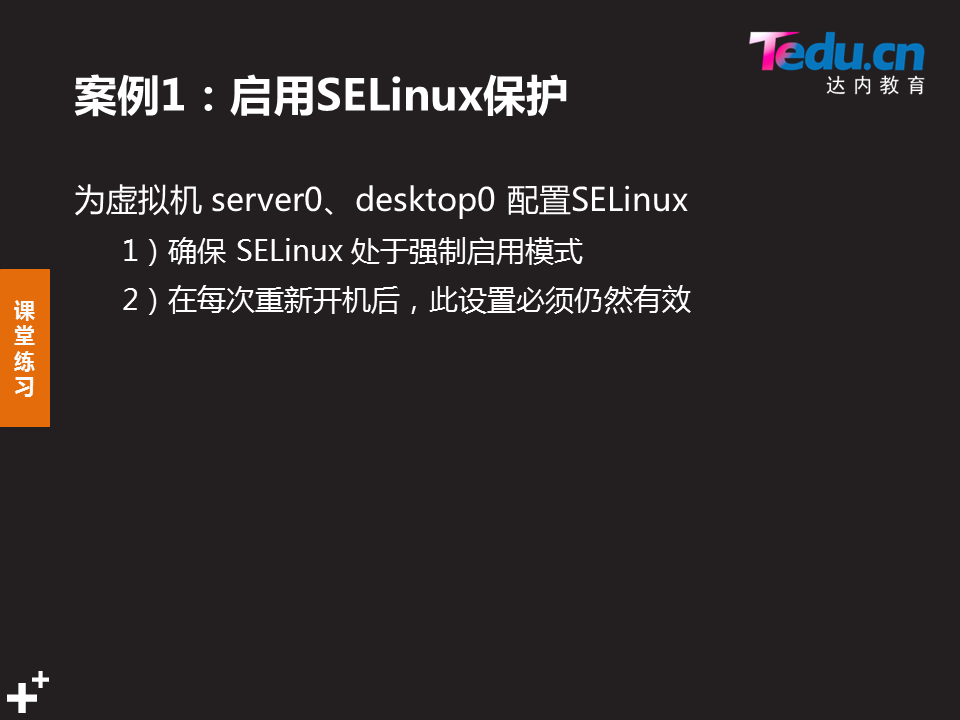 Tedu.cn
达内教育
案例1：启用SELinux保护
为虚拟机 server0、desktop0 配置SELinux
1）确保 SELinux 处于强制启用模式
2）在每次重新开机后，此设置必须仍然有效
课堂练习